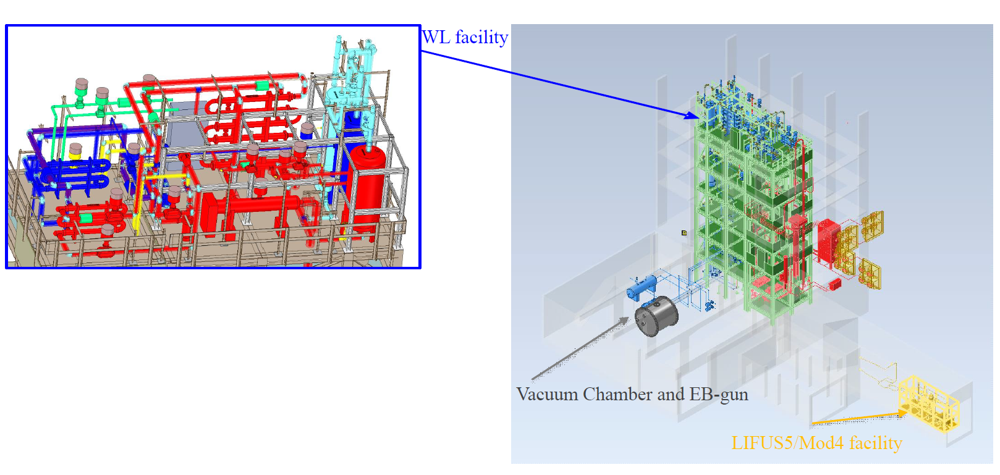 WL facility
Vacuum Chamber and EB-gun
LIFUS5/Mod4 facility